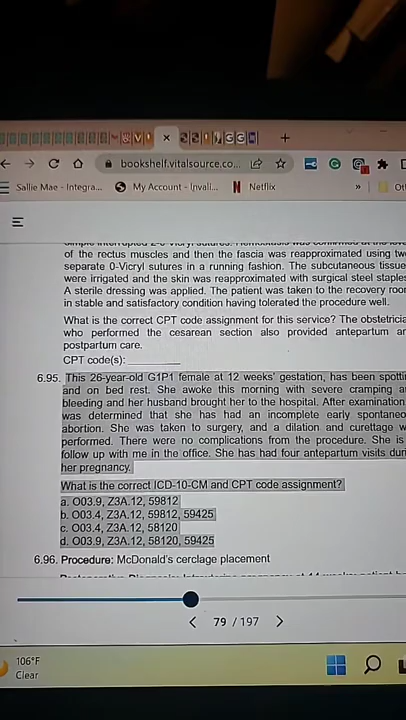 bookshelf.vitalsource.co...
Sallie Mae - Integra...
My Account - (Invali...
Netflix
»
of the rectus muscles and then the fascia was reapproximated using tw
separate 0-Vicryl sutures in a running fashion. The subcutaneous tissue
were irrigated and the skin was reapproximated with surgical steel staples
A sterile dressing was applied. The patient was taken to the recovery roor
in stable and satisfactory condition having tolerated the procedure well.
What is the correct CPT code assignment for this service? The obstetricia
who performed the cesarean section also provided antepartum ar
postpartum care.
CPT code(s): __________
6.95. This 26-year-old G1P1 female at 12 weeks' gestation, has been spotti
and on bed rest. She awoke this morning with severe cramping a
bleeding and her husband brought her to the hospital. After examination
was determined that she has had an incomplete early spontaneo
abortion. She was taken to surgery, and a dilation and curettage w
performed. There were no complications from the procedure. She is
follow up with me in the office. She has had four antepartum visits duri
her pregnancy.
What is the correct ICD-10-CM and CPT code assignment?
a. O03.9, Z3A.12, 59812
b. O03.4, Z3A.12, 59812, 59425
c. O03.4, Z3A.12, 58120
d. O03.9, Z3A.12, 58120, 59425
6.96. Procedure: McDonald's cerclage placement
79 / 197
106°F
Clear